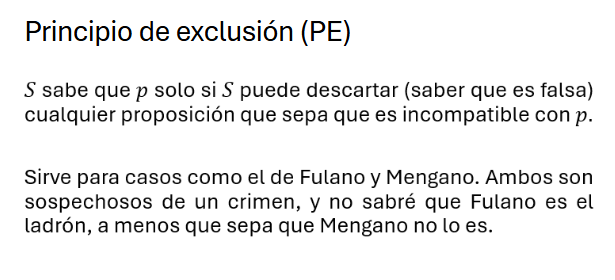 Principio de exclusión (PE)
S sabe que p solo si S puede descartar (saber que es falsa)
cualquier proposición que sepa que es incompatible con p.
Sirve para casos como el de Fulano y Mengano. Ambos son
sospechosos de un crimen, y no sabré que Fulano es el
ladrón, a menos que sepa que Mengano no lo es.